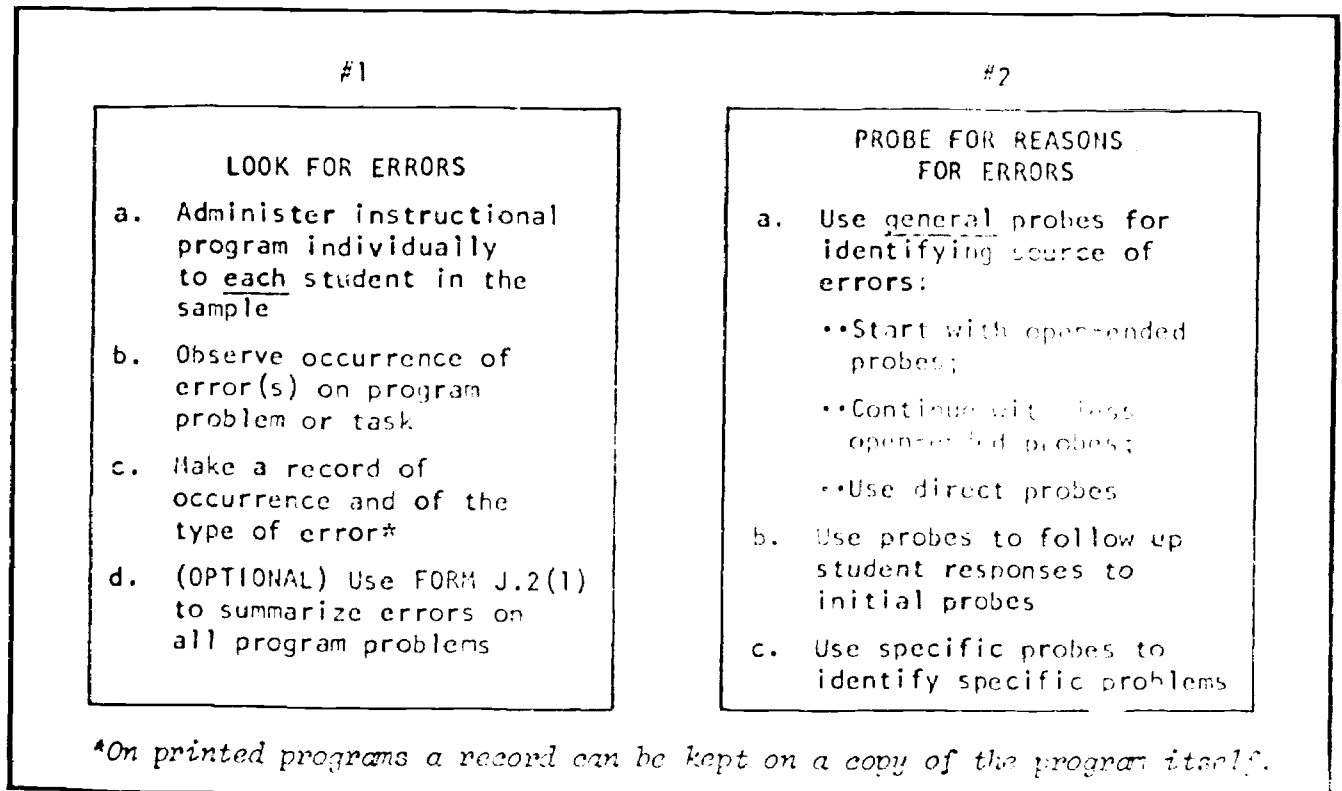 #1
LOOK FOR ERRORS
a. Administer instructional
program individually
to each student in the
sample
b. Observe occurrence of
error(s) on program
problem or task
c. Make a record of
occurrence and of the
type of error*
d. (OPTIONAL) Use FORM J.2(1)
to summarize errors on
all program problems
#2
PROBE FOR REASONS
FOR ERRORS
a. Use general probes for
identifying source of
errors:
••Start with open-ended
probes;
••Continue with less
open-ended probes;
••Use direct probes
b. Use probes to follow up
student responses to
initial probes
c. Use specific probes to
identify specific problems
*On printed programs a record can be kept on a copy of the program itself.